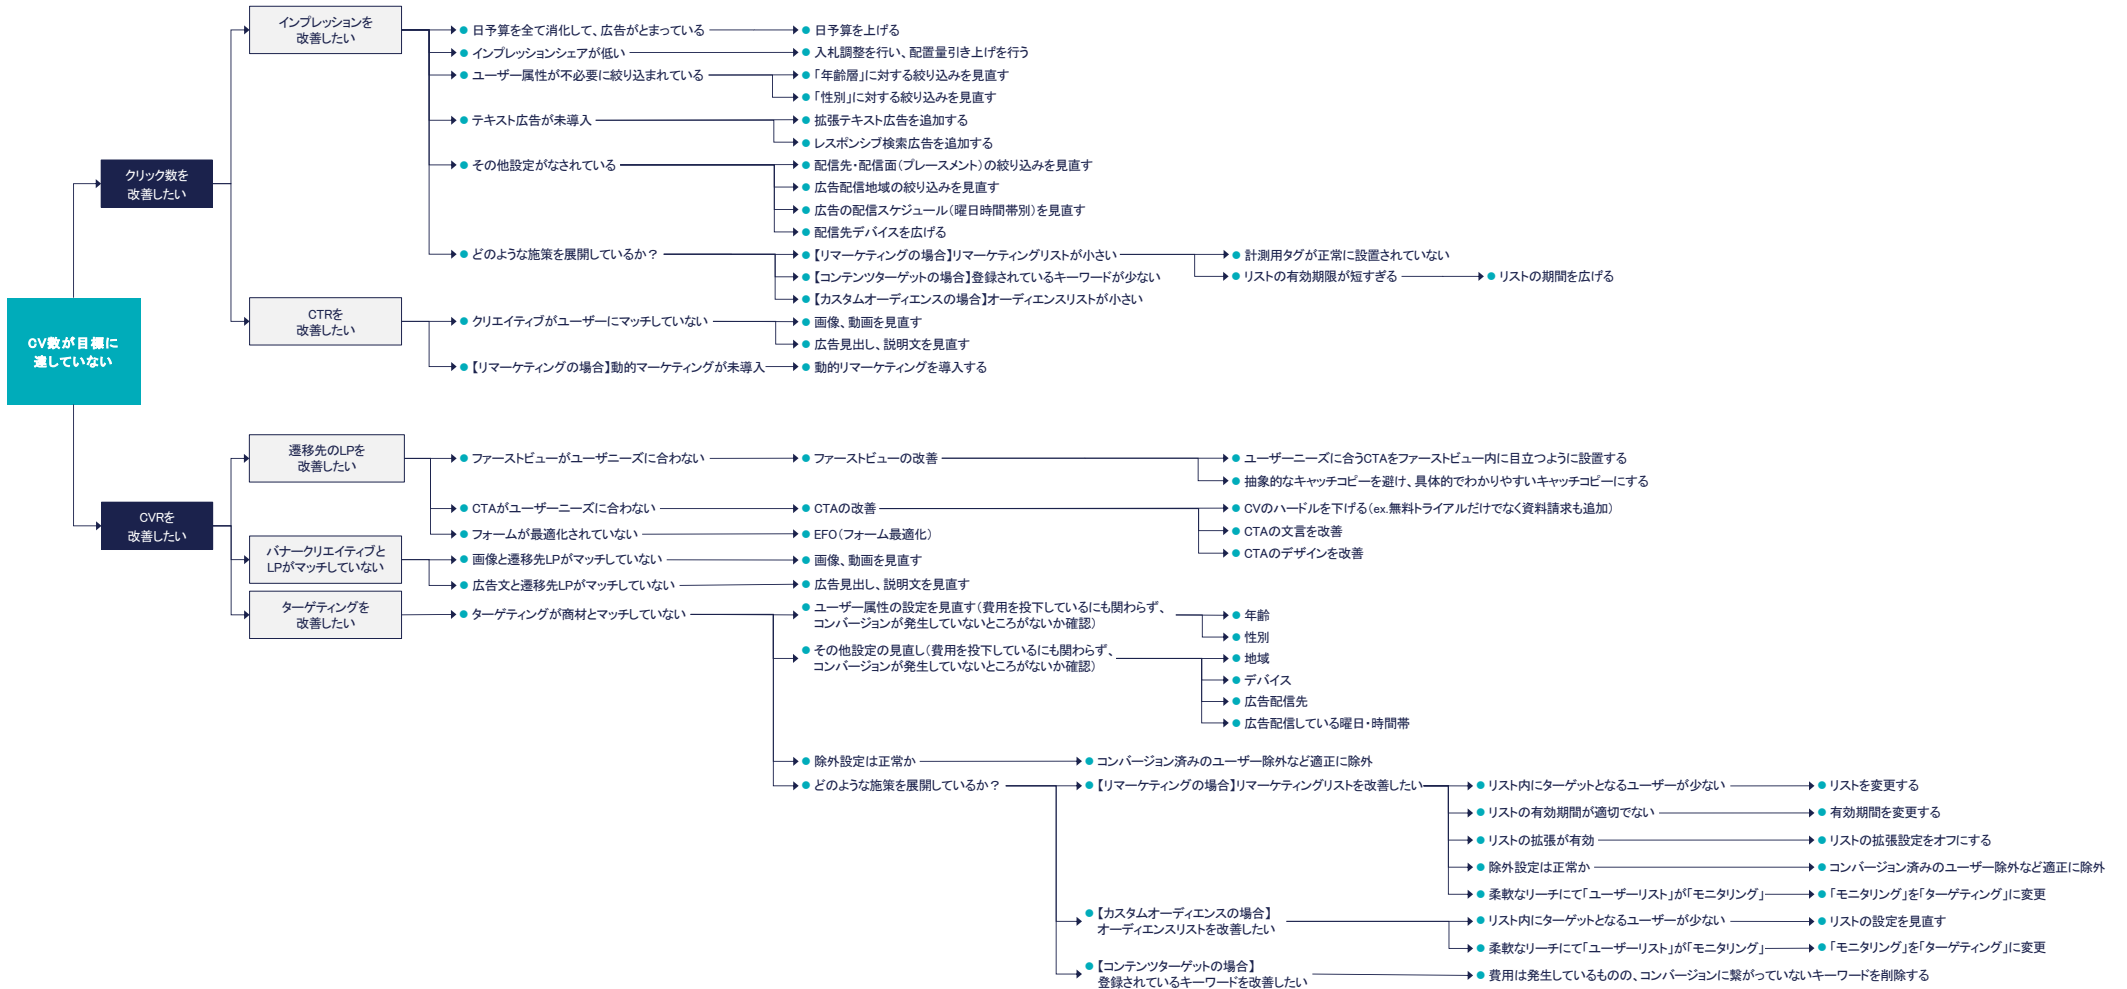 CV数が目標に
達していない
クリック数を
改善したい
インプレッションを
改善したい
日予算を全て消化して、広告がとまっている
日予算を上げる
インプレッションシェアが低い
入札調整を行い、配置量引き上げを行う
ユーザー属性が不必要に絞り込まれている
「年齢層」に対する絞り込みを見直す
「性別」に対する絞り込みを見直す
テキスト広告が未導入
拡張テキスト広告を追加する
レスポンシブ検索広告を追加する
その他設定がなされている
配信先・配信面（プレースメント）の絞り込みを見直す
広告配信地域の絞り込みを見直す
広告の配信スケジュール（曜日時間帯別）を見直す
配信先デバイスを広げる
どのような施策を展開しているか？
【リマーケティングの場合】リマーケティングリストが小さい
計測用タグが正常に設置されていない
リストの有効期限が短すぎる
リストの期間を広げる
【コンテンツターゲットの場合】登録されているキーワードが少ない
【カスタムオーディエンスの場合】オーディエンスリストが小さい
CTRを
改善したい
クリエイティブがユーザーにマッチしていない
画像、動画を見直す
広告見出し、説明文を見直す
【リマーケティングの場合】動的マーケティングが未導入
動的リマーケティングを導入する
CVRを
改善したい
遷移先のLPを
改善したい
ファーストビューがユーザニーズに合わない
ファーストビューの改善
ユーザーニーズに合うCTAをファーストビュー内に目立つように設置する
抽象的なキャッチコピーを避け、具体的でわかりやすいキャッチコピーにする
CTAがユーザーニーズに合わない
CTAの改善
CVのハードルを下げる（ex.無料トライアルだけでなく資料請求も追加）
CTAの文言を改善
CTAのデザインを改善
フォームが最適化されていない
EFO（フォーム最適化）
バナークリエイティブと
LPがマッチしていない
画像と遷移先LPがマッチしていない
画像、動画を見直す
広告文と遷移先LPがマッチしていない
広告見出し、説明文を見直す
ターゲティングを
改善したい
ターゲティングが商材とマッチしていない
ユーザー属性の設定を見直す（費用を投下しているにも関わらず、
コンバージョンが発生していないところがないか確認）
年齢
性別
その他設定の見直し（費用を投下しているにも関わらず、
コンバージョンが発生していないところがないか確認）
地域
デバイス
広告配信先
広告配信している曜日・時間帯
除外設定は正常か
コンバージョン済みのユーザー除外など適正に除外
どのような施策を展開しているか？
【リマーケティングの場合】リマーケティングリストを改善したい
リスト内にターゲットとなるユーザーが少ない
リストを変更する
リストの有効期間が適切でない
有効期間を変更する
リストの拡張が有効
リストの拡張設定をオフにする
除外設定は正常か
コンバージョン済みのユーザー除外など適正に除外
柔軟なリーチにて「ユーザーリスト」が「モニタリング」
「モニタリング」を「ターゲティング」に変更
【カスタムオーディエンスの場合】
オーディエンスリストを改善したい
リスト内にターゲットとなるユーザーが少ない
リストの設定を見直す
柔軟なリーチにて「ユーザーリスト」が「モニタリング」
「モニタリング」を「ターゲティング」に変更
【コンテンツターゲットの場合】
登録されているキーワードを改善したい
費用は発生しているものの、コンバージョンに繋がっていないキーワードを削除する